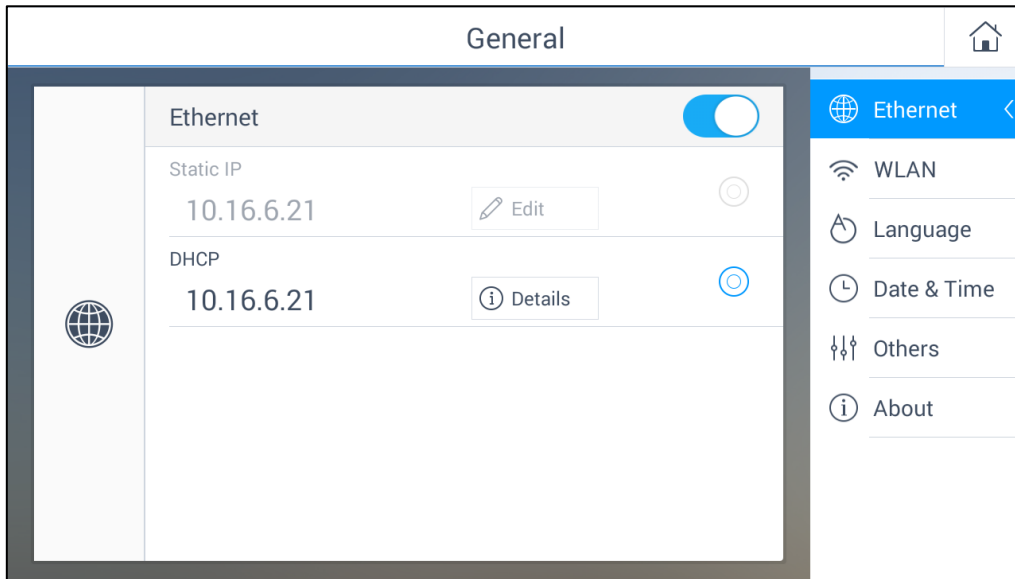 General
Ethernet
Static IP
10.16.6.21
Edit
DHCP
10.16.6.21
Details
Ethernet
WLAN
Language
Date & Time
Others
About